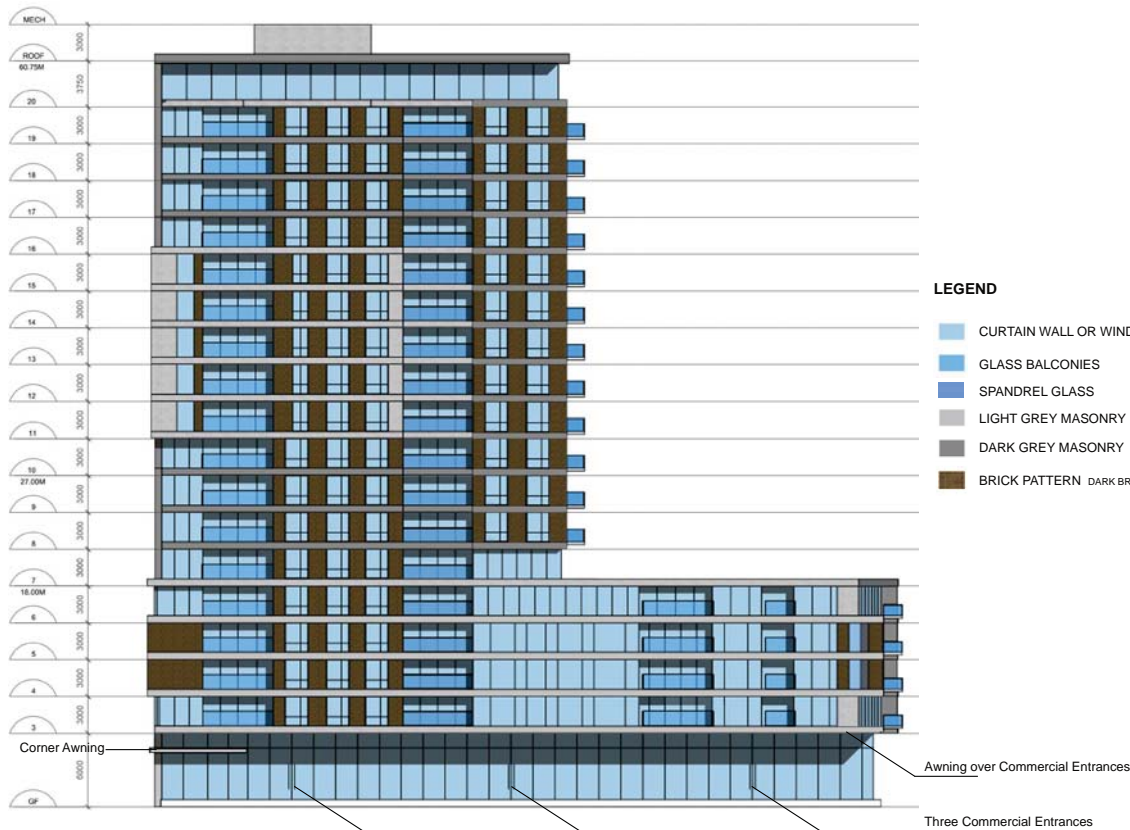 MECH
3000
ROOF
60.75M
3750
20
3000
19
3000
18
3000
17
3000
16
3000
15
3000
14
3000
13
3000
12
3000
11
3000
10
27.00M
3000
9
3000
8
3000
7
18.00M
3000
6
3000
5
3000
4
3000
3
6000
GF
LEGEND
CURTAIN WALL OR WIND
GLASS BALCONIES
SPANDREL GLASS
LIGHT GREY MASONRY
DARK GREY MASONRY
BRICK PATTERN DARK BR
Corner Awning
Awning over Commercial Entrances
Three Commercial Entrances